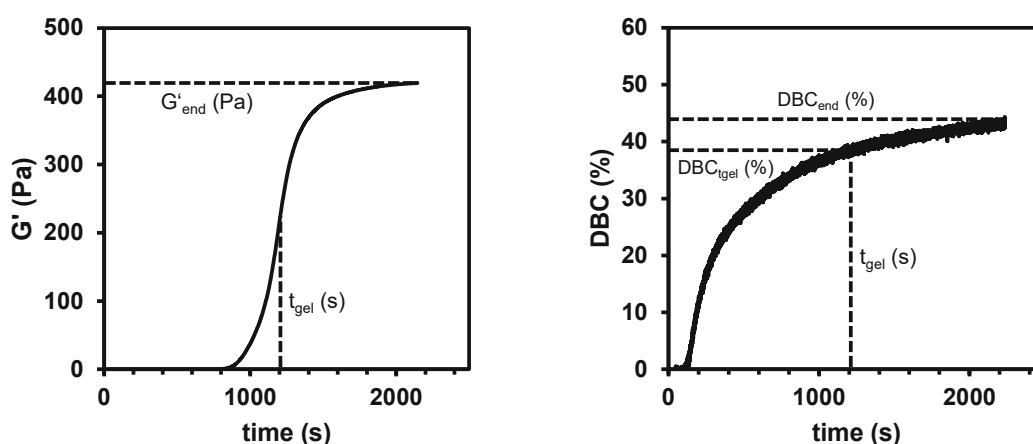 500
400
300
200
100
0
G' (Pa)
G‘end (Pa)
tgel (s)
0
1000
2000
time (s)
60
50
40
30
20
10
0
DBC (%)
DBCend (%)
DBCtgel (%)
tgel (s)
0
1000
2000
time (s)